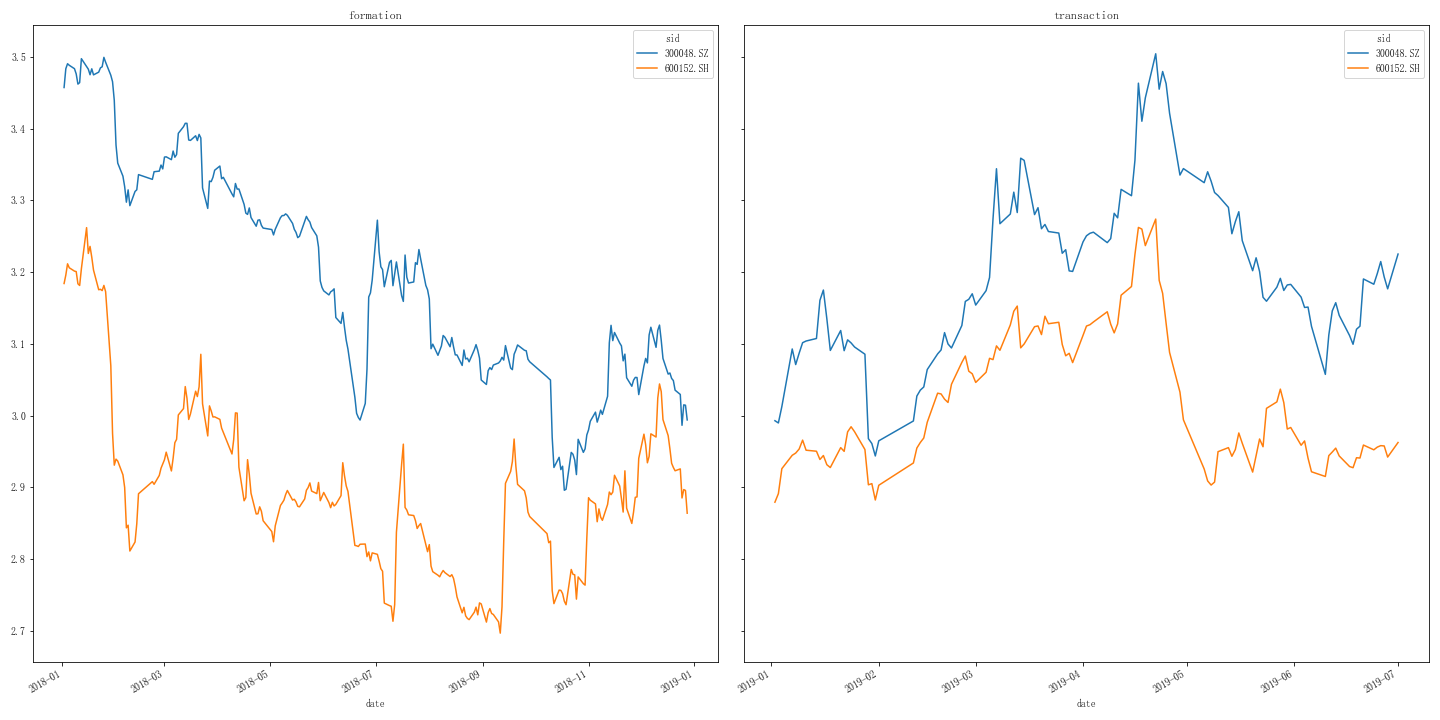 formation
sid
300048.SZ
600152.SH
3.5
3.4
3.3
3.2
3.1
3.0
2.9
2.8
2.7
2018-01
2018-03
2018-05
2018-07
2018-09
2018-11
2019-01
date
transaction
sid
300048.SZ
600152.SH
2019-01
2019-02
2019-03
2019-04
2019-05
2019-06
2019-07
date